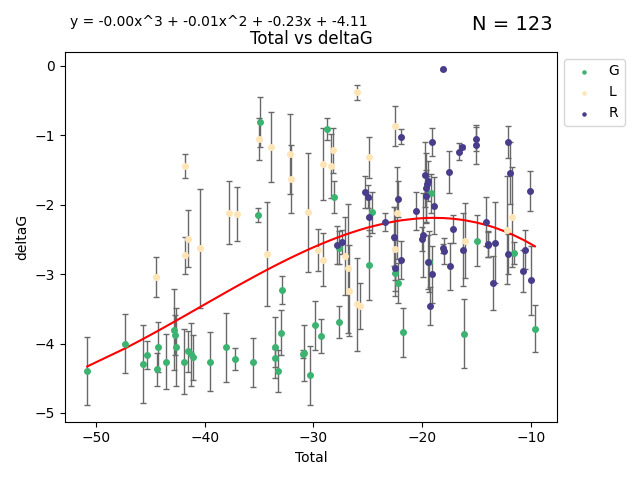 y = -0.00x^3 + -0.01x^2 + -0.23x + -4.11
N = 123
Total vs deltaG
G
L
R
0
−1
−2
−3
−4
−5
deltaG
−50 −40 −30 −20 −10
Total